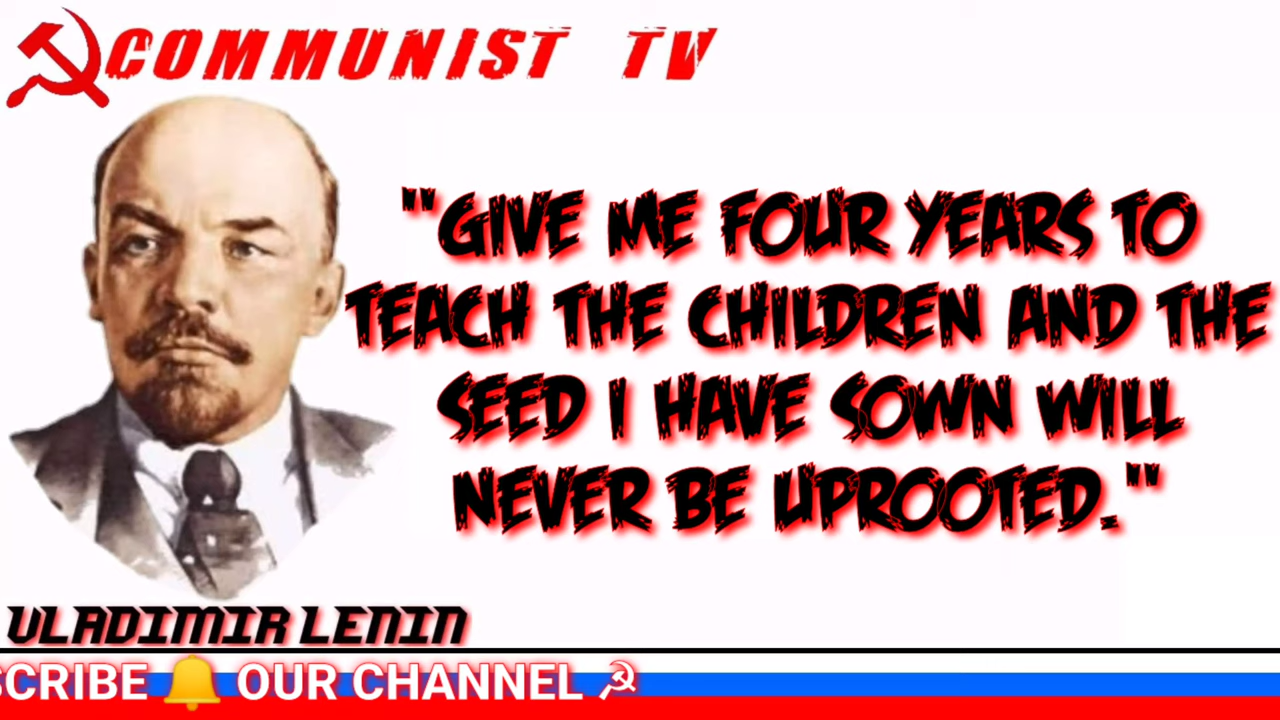 COMMUNIST TV
"GIVE ME FOUR YEARS TO
TEACH THE CHILDREN AND THE
SEED I HAVE SOWN WILL
NEVER BE UPROOTED."
VLADIMIR LENIN
SCRIBE 🔔 OUR CHANNEL ☭